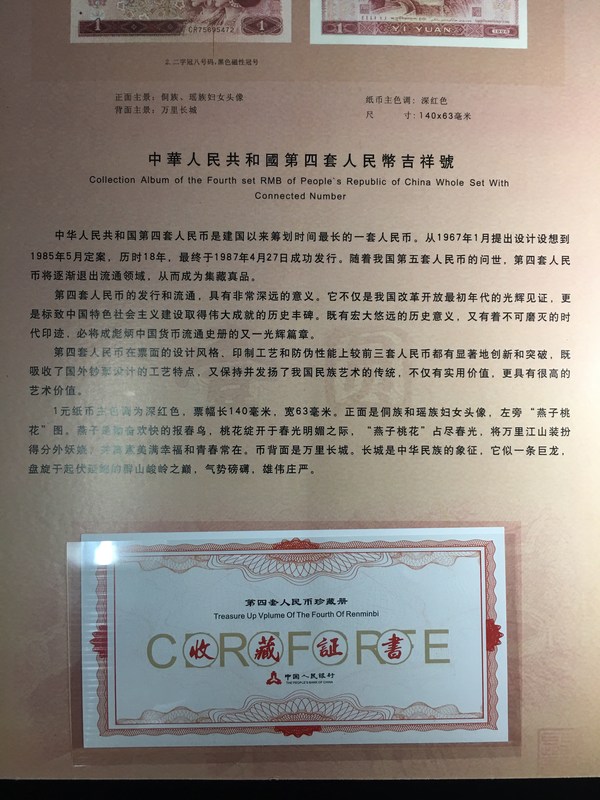 CP75895472
1
1
YI YUAN
2.二字冠八号码,票色磁性冠号
正面主景:侗族、瑶族妇女头像
背面主景:万里长城
纸币主色调:深红色
尺 寸:140x63毫米
中華人民共和國第四套人民幣吉祥號
Collection Album of the Fourth set RMB of People`s Republic of China Whole Set With
Connected Number
中华人民共和国第四套人民币是建国以来筹划时间最长的一套人民币。从1967年1月提出设计设想到
1985年5月定案,历时18年,最终于1987年4月27日成功发行。随着我国第五套人民币的问世,第四套人民
币将逐渐退出流通领域,从而成为集藏真品。
第四套人民币的发行和流通,具有非常深远的意义。它不仅是我国改革开放最初年代的光辉见证,更
是标致中国特色社会主义建设取得伟大成就的历史丰碑。既有宏大悠远的历史意义,又有着不可磨灭的时
代印迹,必将成彪炳中国货币流通史册的又一光辉篇章。
第四套人民币在票面的设计风格,印制工艺和防伪性能上较前三套人民币都有显著地创新和突破,既
吸收了国外钞票设计的工艺特点,又保持并发扬了我国民族艺术的传统,不仅有实用价值,更具有很高的
艺术价值。
1元纸币主色调为深红色,票幅长140毫米,宽63毫米。正面是侗族和瑶族妇女头像,左旁“燕子桃
花”图。燕子是勤奋欢快的报春鸟,桃花绽开于春光明媚之际,“燕子桃花”占尽春光,将万里江山装扮
得分外妖娆,美满幸福和青春常在。币背面是万里长城。长城是中华民族的象征,它似一条巨龙,
盘旋于起伏的群山峻岭之巅,气势磅礴,雄伟庄严。
第四套人民币珍藏册
Treasure Up Vplume Of The Fourth Of Renminbi
收藏証書
中国人民银行
THE PEOPLE'S BANK OF CHINA